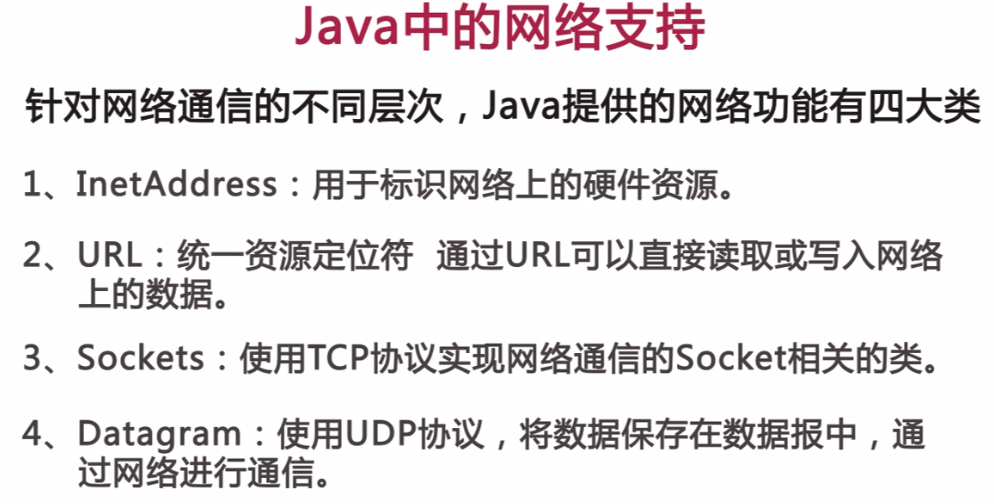 Java中的网络支持
针对网络通信的不同层次，Java提供的网络功能有四大类
1、InetAddress：用于标识网络上的硬件资源。
2、URL：统一资源定位符  通过URL可以直接读取或写入网络
上的数据。
3、Sockets：使用TCP协议实现网络通信的Socket相关的类。
4、Datagram：使用UDP协议，将数据保存在数据报中，通
过网络进行通信。